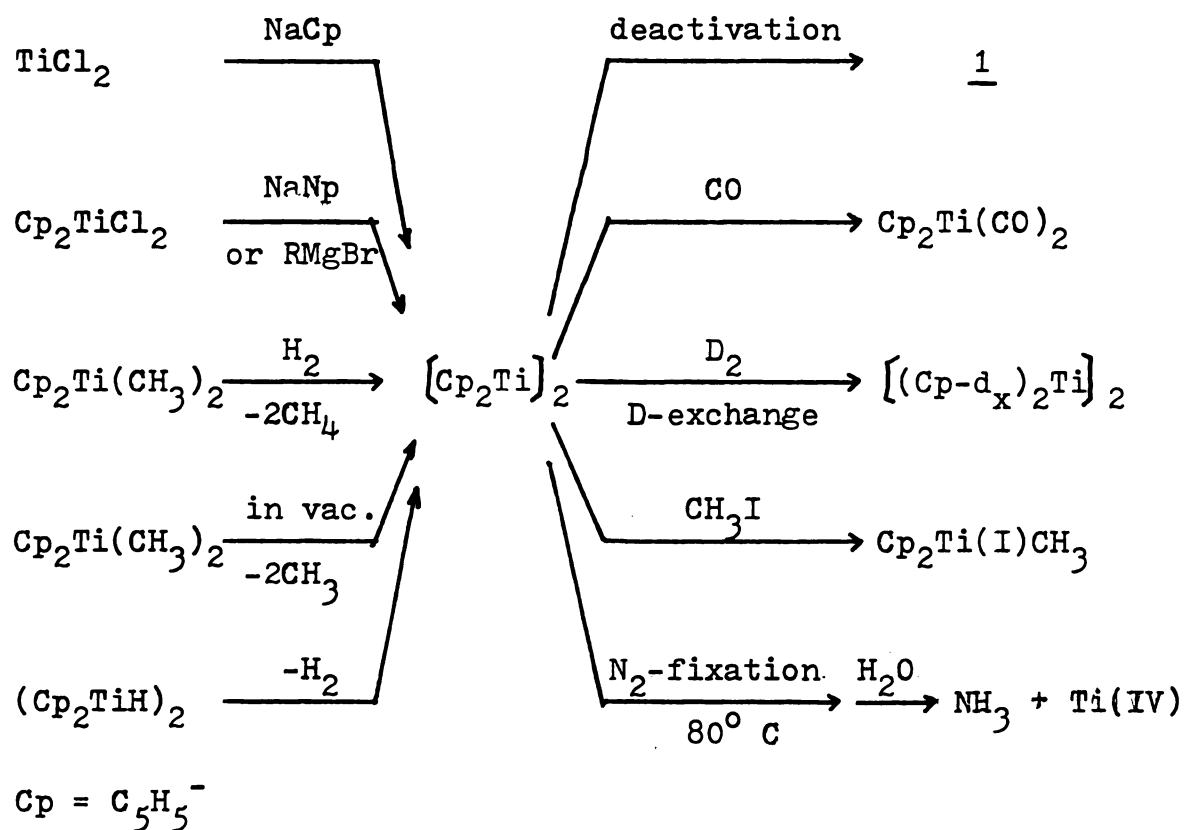 NaCp
deactivation
TiCl2
1
NaNp
CO
Cp2TiCl2
or RMgBr
Cp2Ti(CO)2
H2
D2
Cp2Ti(CH3)2
[Cp2Ti]2
[(Cp-dx)2Ti]2
-2CH4
D-exchange
in vac.
CH3I
Cp2Ti(CH3)2
Cp2Ti(I)CH3
-2CH3
-H2
N2-fixation
H2O
(Cp2TiH)2
NH3 + Ti(IV)
80° C
Cp = C5H5-